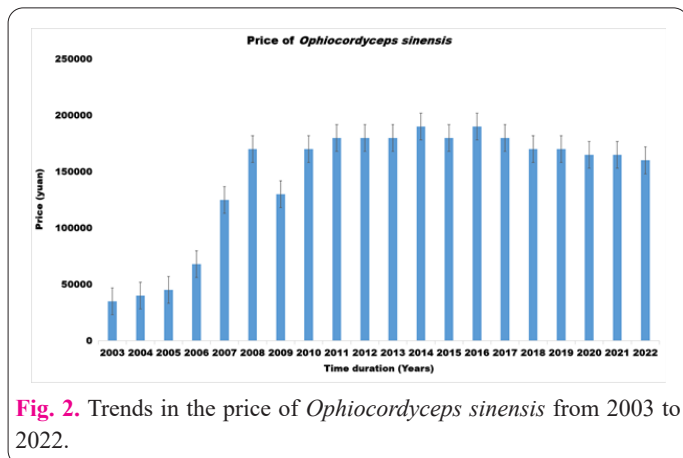 Price of Ophiocordyceps sinensis
250000
200000
150000
100000
50000
0
Price (yuan)
2003 2004 2005 2006 2007 2008 2009 2010 2011 2012 2013 2014 2015 2016 2017 2018 2019 2020 2021 2022
Time duration (Years)
Fig. 2. Trends in the price of Ophiocordyceps sinensis from 2003 to
2022.